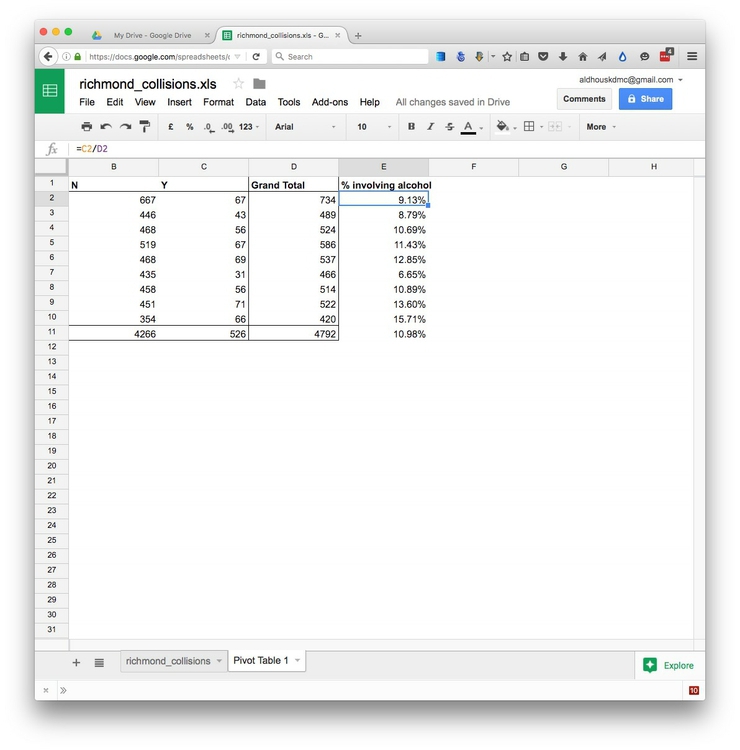 My Drive - Google Drive × richmond_collisions.xls - G... × +
https://docs.google.com/spreadsheets/ Search 4
richmond_collisions.xls
aldhouskdmc@gmail.com
File Edit View Insert Format Data Tools Add-ons Help All changes saved in Drive Comments Share
£ % .0 .00 123 Arial 10 B I S A More
fx =C2/D2
B C D E F G H
1 N Y Grand Total % involving alcohol
2 667 67 734 9.13%
3 446 43 489 8.79%
4 468 56 524 10.69%
5 519 67 586 11.43%
6 468 69 537 12.85%
7 435 31 466 6.65%
8 458 56 514 10.89%
9 451 71 522 13.60%
10 354 66 420 15.71%
11 4266 526 4792 10.98%
12
13
14
15
16
17
18
19
20
21
22
23
24
25
26
27
28
29
30
31
+ richmond_collisions Pivot Table 1 Explore
× » 10